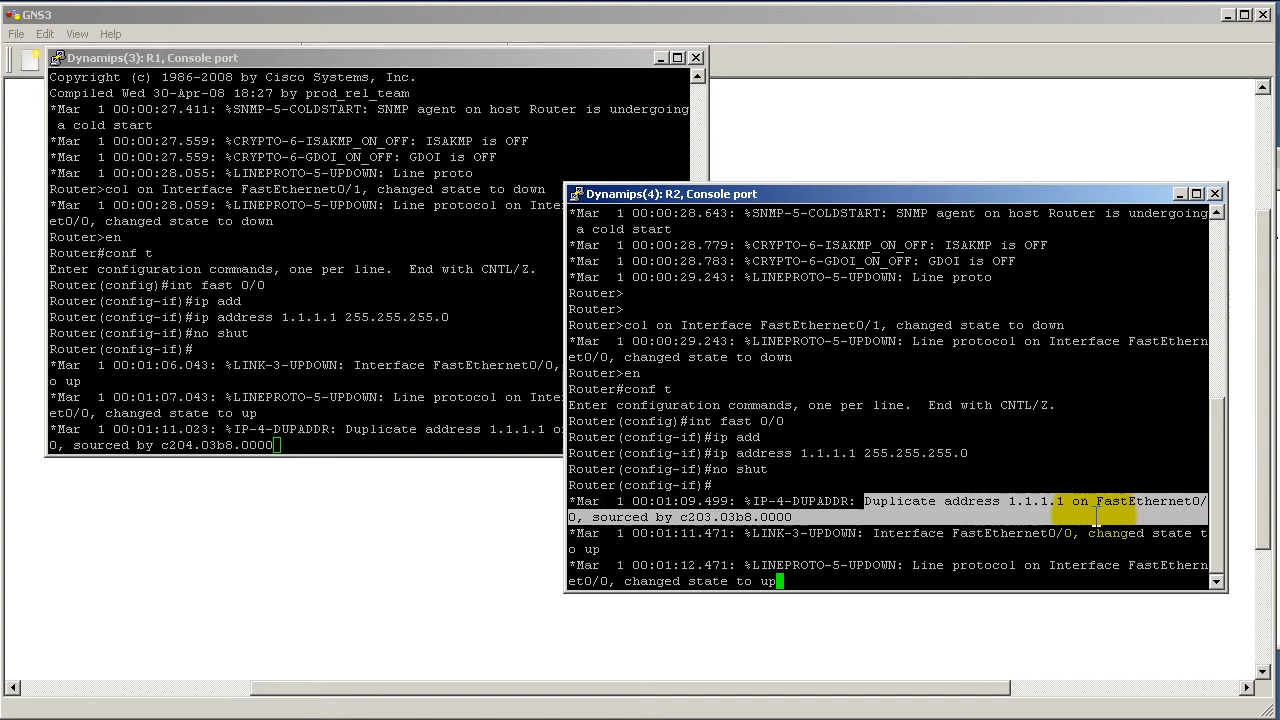 GNS3
File Edit View Help
Dynamips(3): R1, Console port
Copyright (c) 1986-2008 by Cisco Systems, Inc.
Compiled Wed 30-Apr-08 18:27 by prod_rel_team
*Mar  1 00:00:27.411: %SNMP-5-COLDSTART: SNMP agent on host Router is undergoing
 a cold start
*Mar  1 00:00:27.559: %CRYPTO-6-ISAKMP_ON_OFF: ISAKMP is OFF
*Mar  1 00:00:27.559: %CRYPTO-6-GDOI_ON_OFF: GDOI is OFF
*Mar  1 00:00:28.055: %LINEPROTO-5-UPDOWN: Line proto
Router>col on Interface FastEthernet0/1, changed state to down
*Mar  1 00:00:28.059: %LINEPROTO-5-UPDOWN: Line protocol on Inte
et0/0, changed state to down
Router>en
Router#conf t
Enter configuration commands, one per line.  End with CNTL/Z.
Router(config)#int fast 0/0
Router(config-if)#ip add
Router(config-if)#ip address 1.1.1.1 255.255.255.0
Router(config-if)#no shut
Router(config-if)#
*Mar  1 00:01:06.043: %LINK-3-UPDOWN: Interface FastEthernet0/0,
o up
*Mar  1 00:01:07.043: %LINEPROTO-5-UPDOWN: Line protocol on Inte
et0/0, changed state to up
*Mar  1 00:01:11.023: %IP-4-DUPADDR: Duplicate address 1.1.1.1 o
0, sourced by c204.03b8.0000
Dynamips(4): R2, Console port
*Mar  1 00:00:28.643: %SNMP-5-COLDSTART: SNMP agent on host Router is undergoing
 a cold start
*Mar  1 00:00:28.779: %CRYPTO-6-ISAKMP_ON_OFF: ISAKMP is OFF
*Mar  1 00:00:28.783: %CRYPTO-6-GDOI_ON_OFF: GDOI is OFF
*Mar  1 00:00:29.243: %LINEPROTO-5-UPDOWN: Line proto
Router>
Router>
Router>col on Interface FastEthernet0/1, changed state to down
*Mar  1 00:00:29.243: %LINEPROTO-5-UPDOWN: Line protocol on Interface FastEthern
et0/0, changed state to down
Router>en
Router#conf t
Enter configuration commands, one per line.  End with CNTL/Z.
Router(config)#int fast 0/0
Router(config-if)#ip add
Router(config-if)#ip address 1.1.1.1 255.255.255.0
Router(config-if)#no shut
Router(config-if)#
*Mar  1 00:01:09.499: %IP-4-DUPADDR: Duplicate address 1.1.1.1 on FastEthernet0/
0, sourced by c203.03b8.0000
*Mar  1 00:01:11.471: %LINK-3-UPDOWN: Interface FastEthernet0/0, changed state t
o up
*Mar  1 00:01:12.471: %LINEPROTO-5-UPDOWN: Line protocol on Interface FastEthern
et0/0, changed state to up